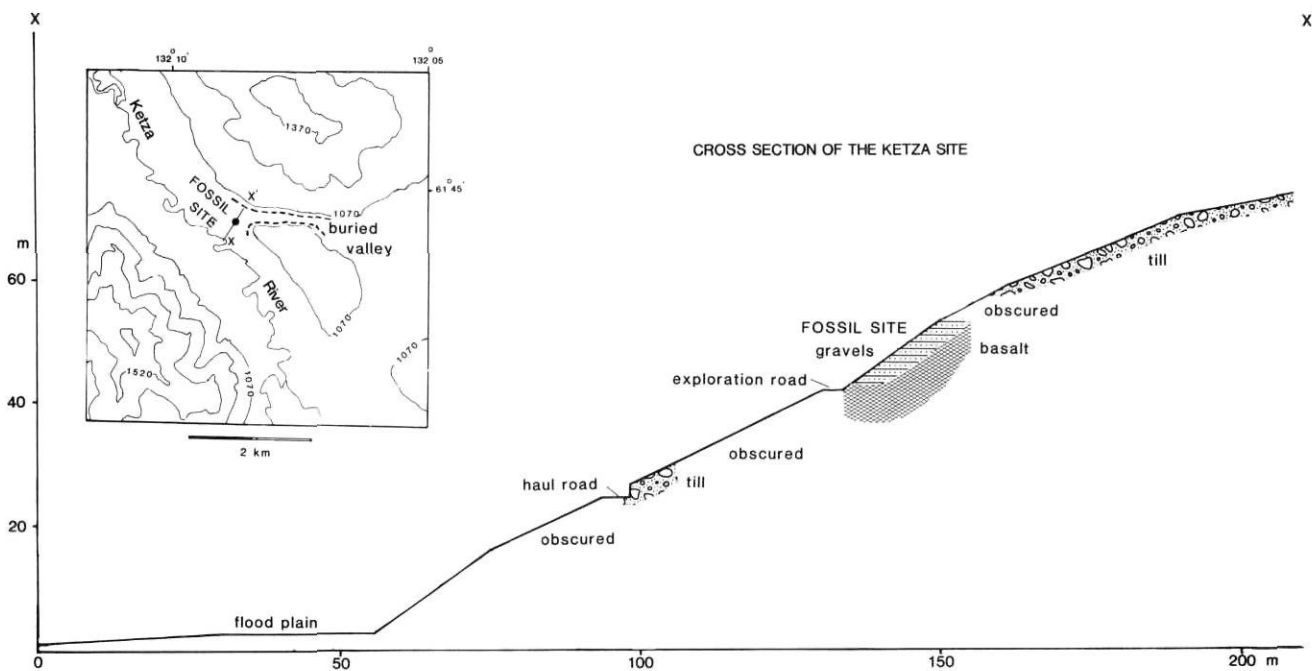 X
X
132° 10'
132° 05
Ketza
1370
61° 45'
X'
FOSSIL
SITE
X
1070
buried
valley
River
1070
1520
1070
1070
2 km
CROSS SECTION OF THE KETZA SITE
m
60
40
20
till
obscured
FOSSIL SITE
gravels
basalt
exploration road
obscured
haul road
till
obscured
flood plain
0
50
100
150
200 m